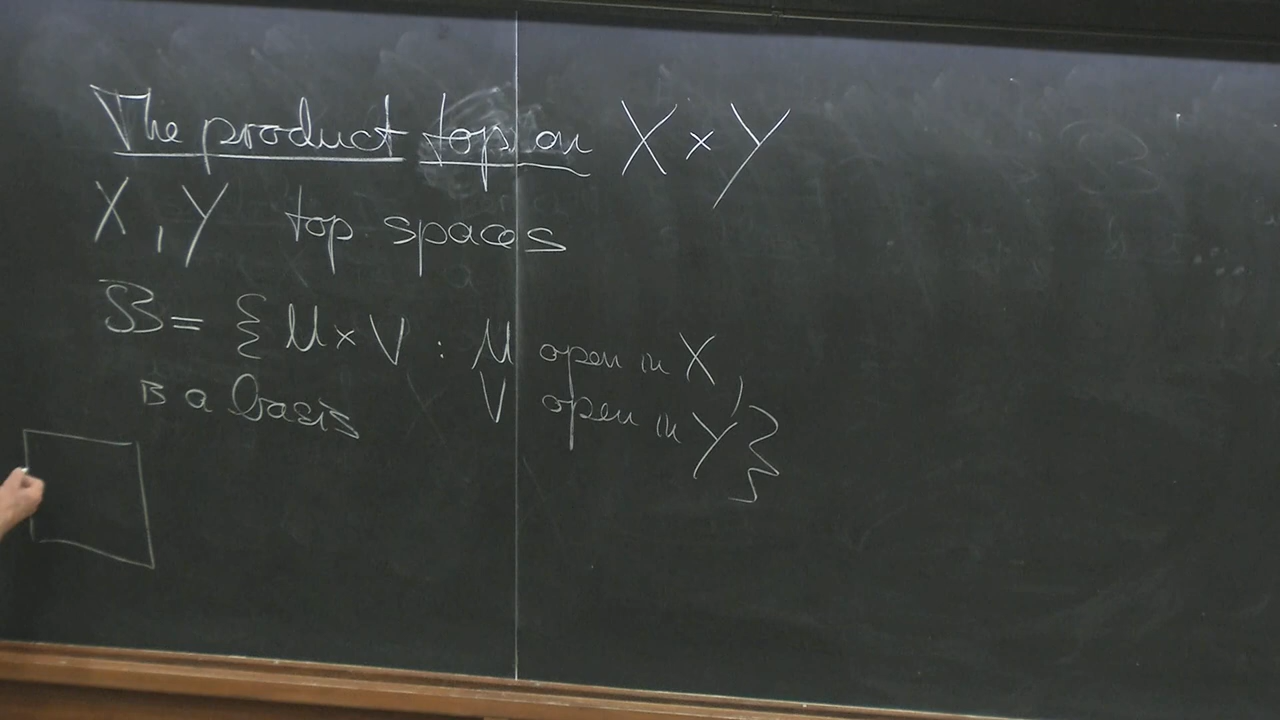 The product top on X × Y
X, Y top spaces
B = { U × V : U open in X,
is a basis V open in Y }